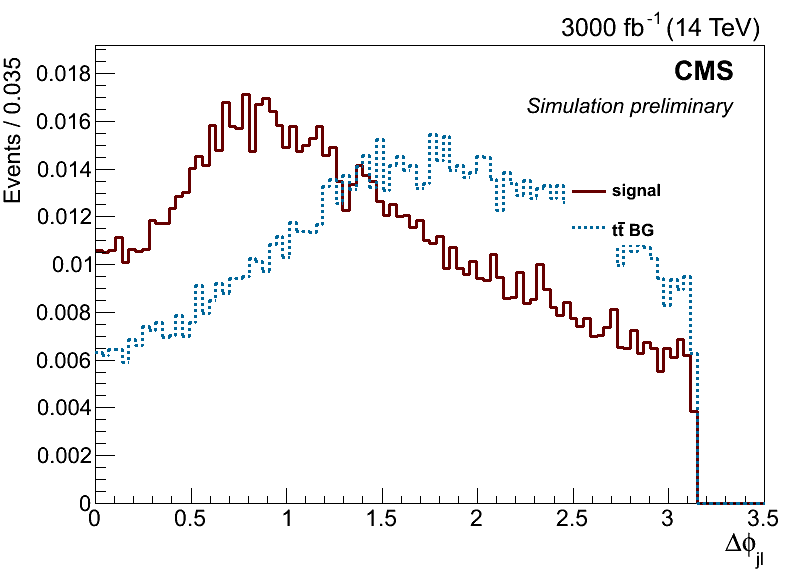 3000 fb⁻¹ (14 TeV)
CMS
Simulation preliminary
Events / 0.035
0.018
0.016
0.014
0.012
0.01
0.008
0.006
0.004
0.002
0
signal
tt̅ BG
0 0.5 1 1.5 2 2.5 3 3.5
Δϕjl